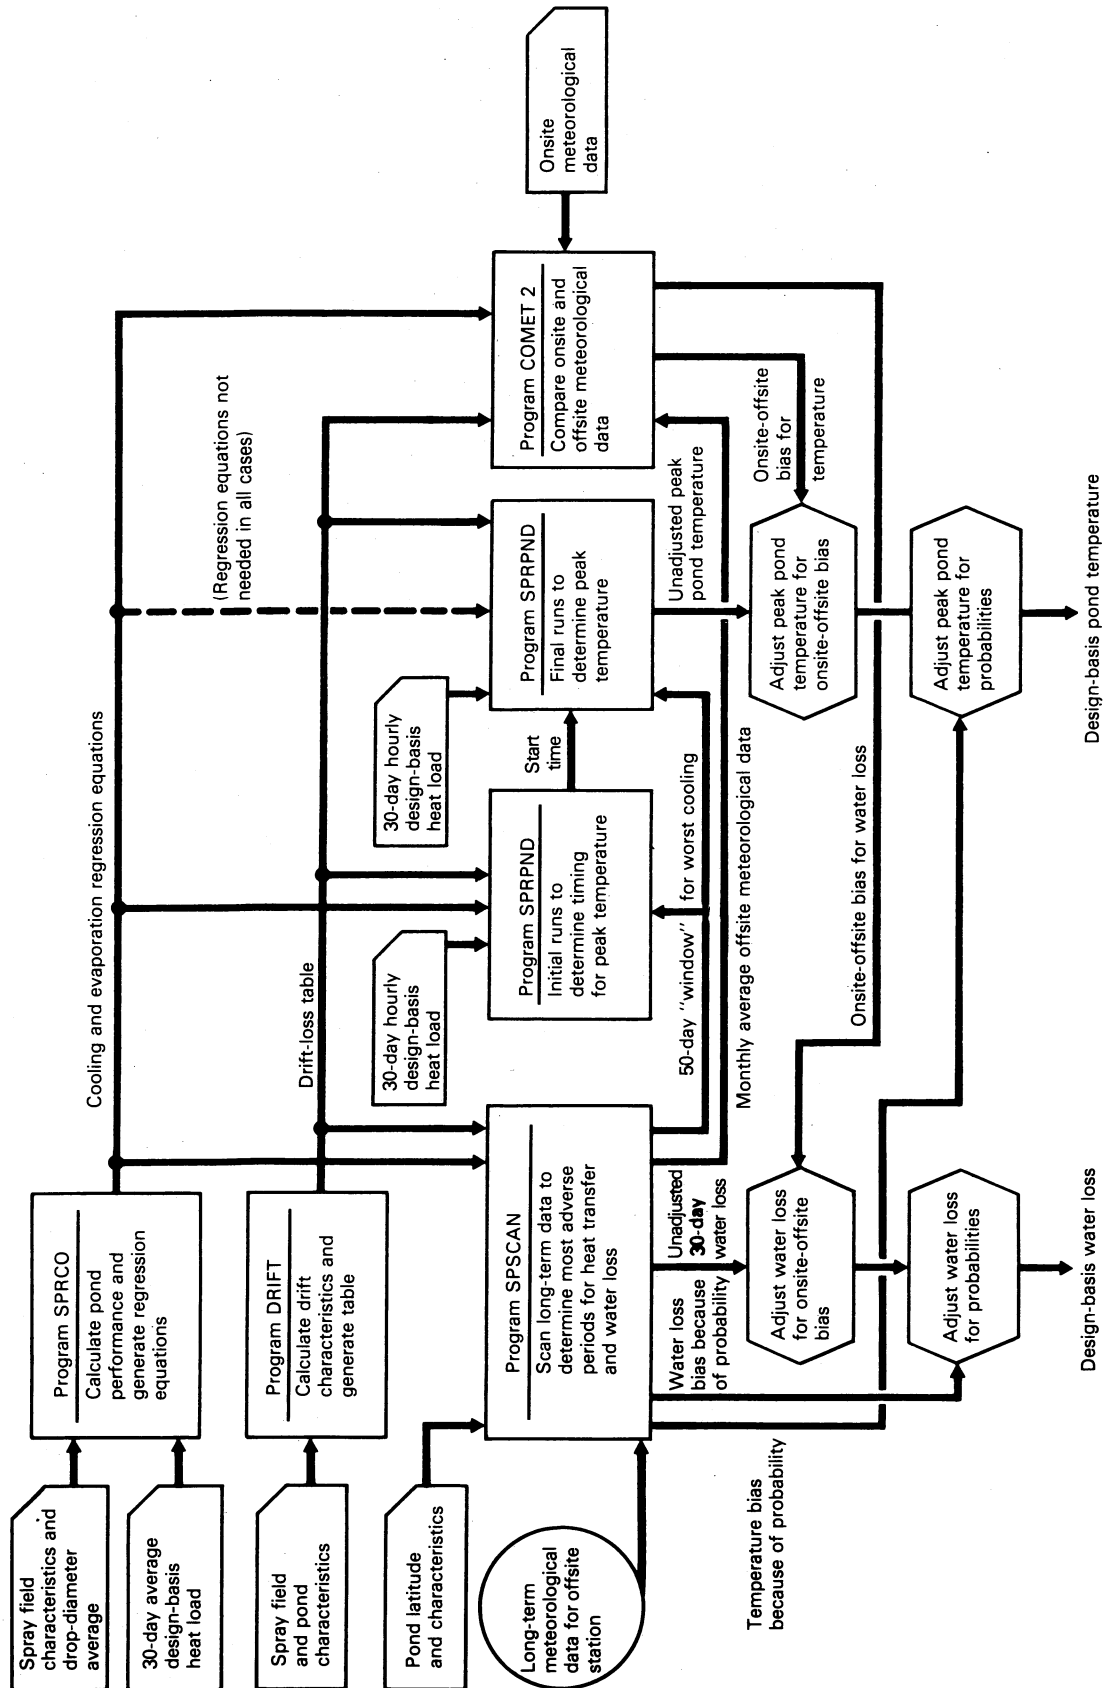 Spray field
characteristics and
drop-diameter
average
30-day average
design-basis
heat load
Spray field
and pond
characteristics
Pond latitude
and characteristics
Long-term
meteorological
data for offsite
station
Program SPRCO
Calculate pond
performance and
generate regression
equations
Program DRIFT
Calculate drift
characteristics and
generate table
Program SPSCAN
Scan long-term data to
determine most adverse
periods for heat transfer
and water loss
Cooling and evaporation regression equations
Drift-loss table
(Regression equations not
needed in all cases)
30-day hourly
design-basis
heat load
Program SPRPND
Initial runs to
determine timing
for peak temperature
Start
time
30-day hourly
design-basis
heat load
Program SPRPND
Final runs to
determine peak
temperature
Program COMET 2
Compare onsite and
offsite meteorological
data
Onsite
meteorological
data
50-day "window" for worst cooling
Monthly average offsite meteorological data
Unadjusted peak
pond temperature
Onsite-offsite
bias for
temperature
Temperature bias
because of probability
Water loss
bias because
of probability
Unadjusted
30-day
water loss
Adjust water loss
for onsite-offsite
bias
Onsite-offsite bias for water loss
Adjust peak pond
temperature for
onsite-offsite bias
Adjust water loss
for probabilities
Adjust peak pond
temperature for
probabilities
Design-basis water loss
Design-basis pond temperature